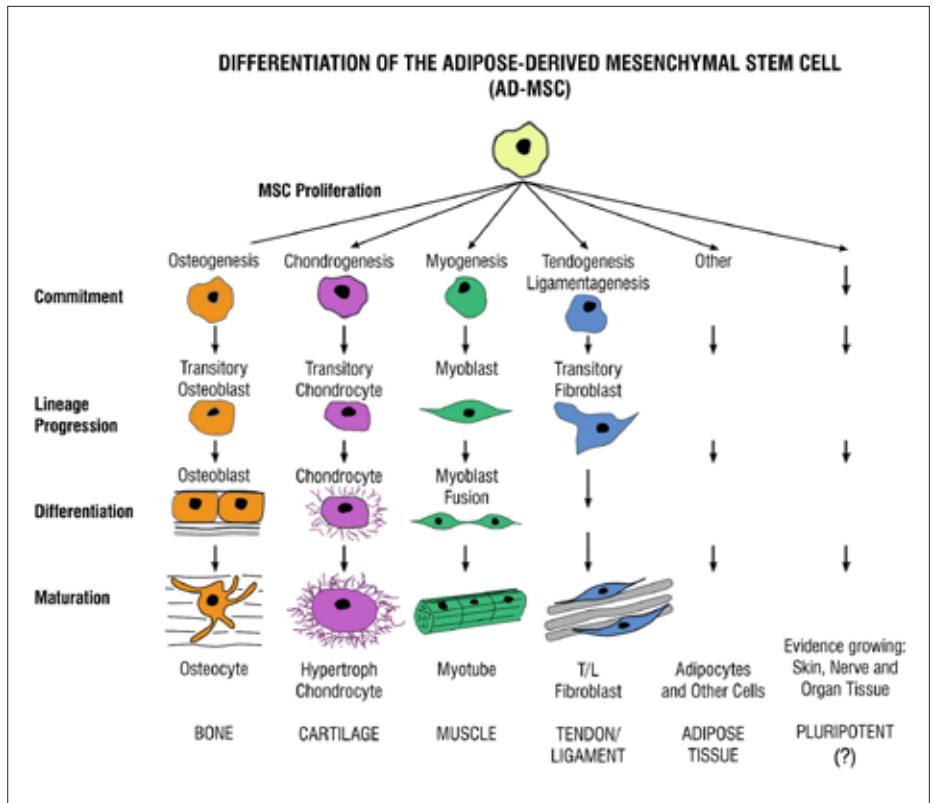 DIFFERENTIATION OF THE ADIPOSE-DERIVED MESENCHYMAL STEM CELL
(AD-MSC)
MSC Proliferation
Osteogenesis
Chondrogenesis
Myogenesis
Tendogenesis
Ligamentagenesis
Other
Commitment
Transitory
Osteoblast
Transitory
Chondrocyte
Myoblast
Transitory
Fibroblast
Lineage
Progression
Osteoblast
Chondrocyte
Myoblast
Fusion
Differentiation
Maturation
Osteocyte
Hypertroph
Chondrocyte
Myotube
T/L
Fibroblast
Adipocytes
and Other Cells
Evidence growing:
Skin, Nerve and
Organ Tissue
BONE
CARTILAGE
MUSCLE
TENDON/
LIGAMENT
ADIPOSE
TISSUE
PLURIPOTENT
(?)